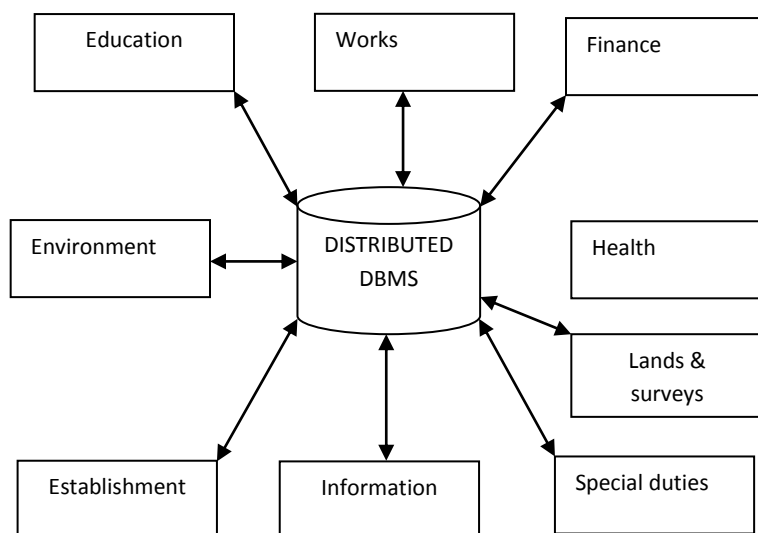 Education
Works
Finance
Environment
DISTRIBUTED
DBMS
Health
Lands &
surveys
Establishment
Information
Special duties